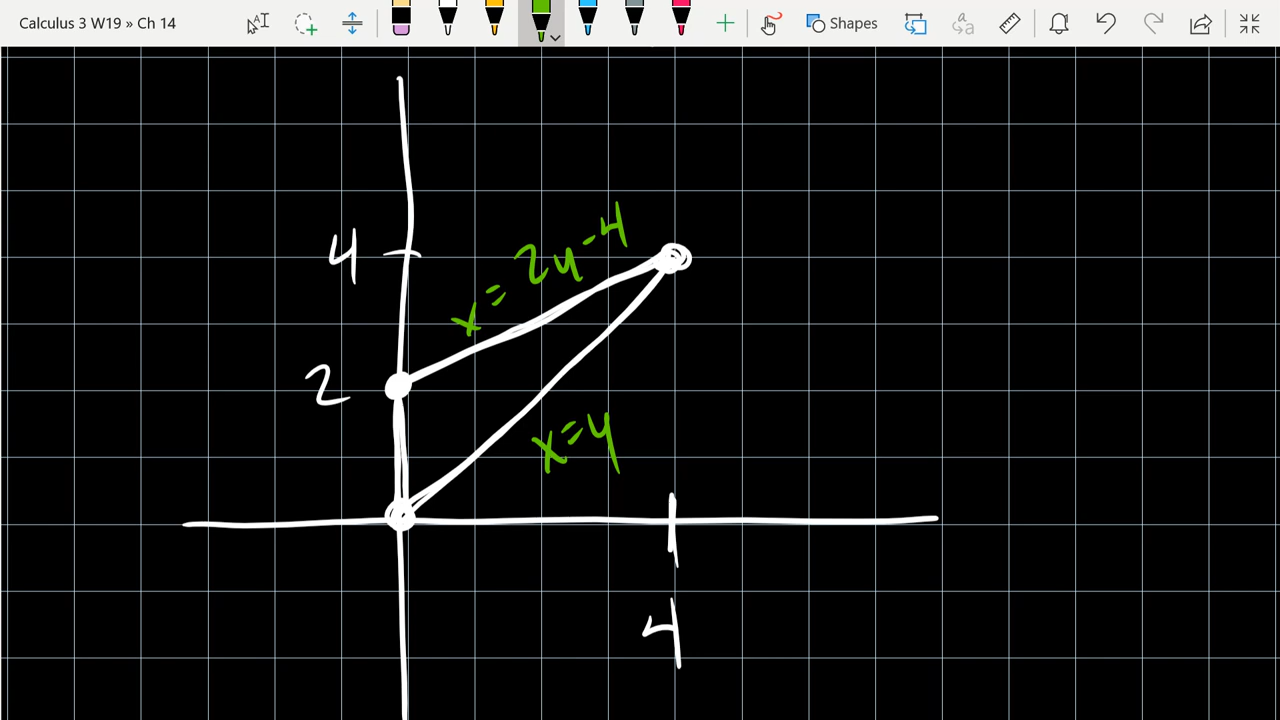 Calculus 3 W19 » Ch 14
Shapes
4
x = 2y - 4
2
x = y
4